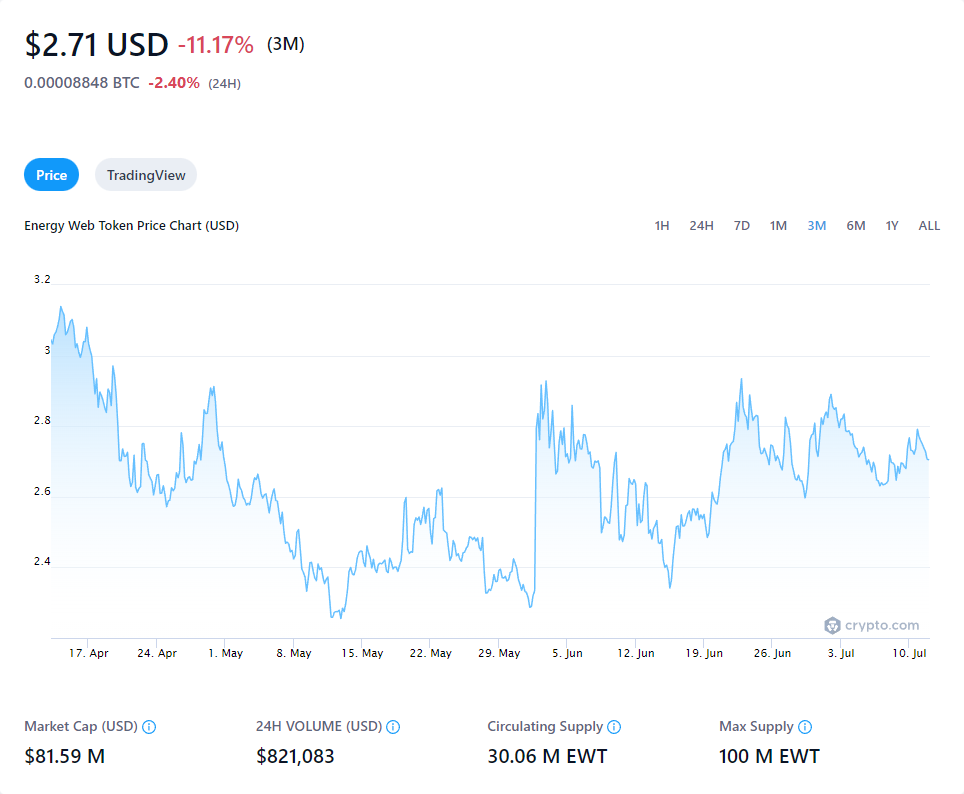 $2.71 USD -11.17% (3M)
0.00008848 BTC -2.40% (24H)
Price TradingView
Energy Web Token Price Chart (USD) 1H 24H 7D 1M 3M 6M 1Y ALL
3.2
3
2.8
2.6
2.4
crypto.com
17. Apr 24. Apr 1. May 8. May 15. May 22. May 29. May 5. Jun 12. Jun 19. Jun 26. Jun 3. Jul 10. Jul
Market Cap (USD) 24H VOLUME (USD) Circulating Supply Max Supply
$81.59 M $821,083 30.06 M EWT 100 M EWT